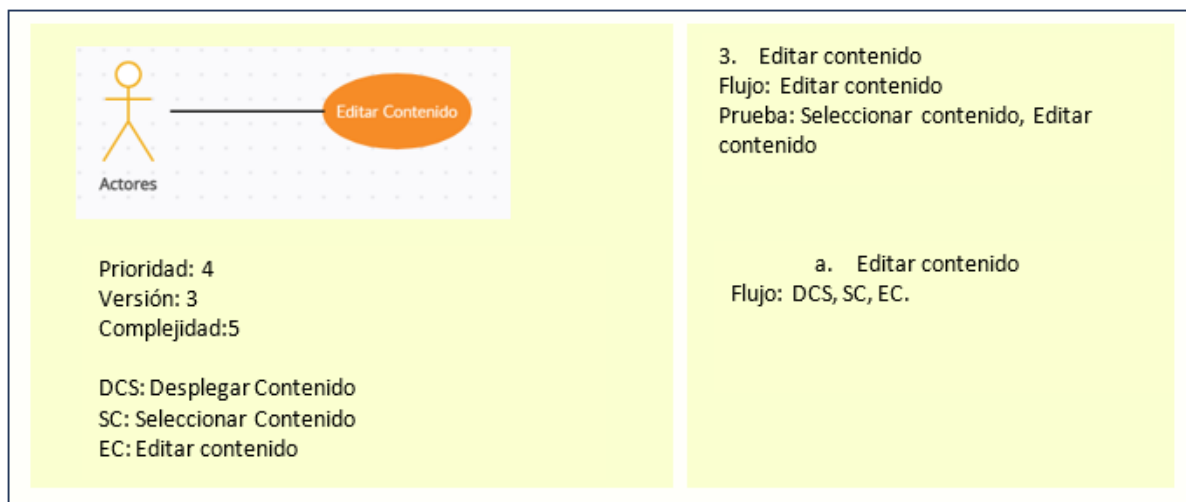 Editar Contenido
Actores
Prioridad: 4
Versión: 3
Complejidad:5
DCS: Desplegar Contenido
SC: Seleccionar Contenido
EC: Editar contenido
3. Editar contenido
Flujo: Editar contenido
Prueba: Seleccionar contenido, Editar
contenido
a. Editar contenido
Flujo: DCS, SC, EC.